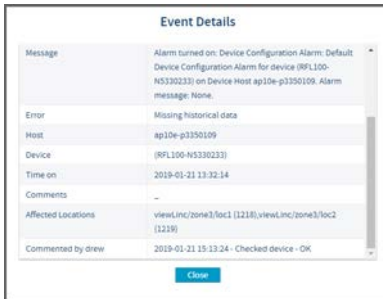 Event Details
Message
Alarm turned on: Device Configuration Alarm: Default
Device Configuration Alarm for device (RFL100-
N5330233) on Device Host ap10e-p3350109. Alarm
message: None.
Error
Missing historical data
Host
ap10e-p3350109
Device
(RFL100-N5330233)
Time on
2019-01-21 13:32:14
Comments
_
Affected Locations
viewLinc/zone3/loc1 (1218),viewLinc/zone3/loc2
(1219)
Commented by drew
2019-01-21 15:13:24 - Checked device - OK
Close